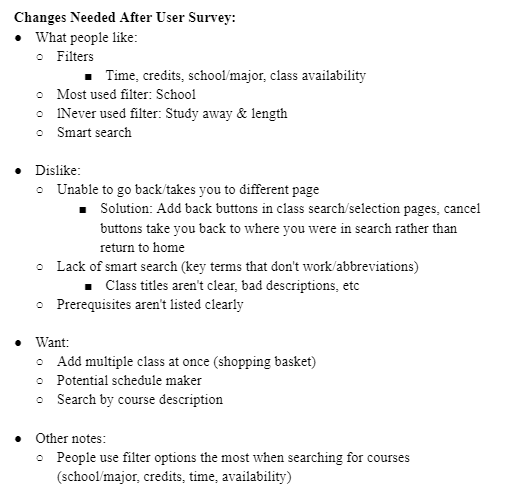 Changes Needed After User Survey:
● What people like:
○ Filters
■ Time, credits, school/major, class availability
○ Most used filter: School
○ lNever used filter: Study away & length
○ Smart search
● Dislike:
○ Unable to go back/takes you to different page
■ Solution: Add back buttons in class search/selection pages, cancel
buttons take you back to where you were in search rather than
return to home
○ Lack of smart search (key terms that don't work/abbreviations)
■ Class titles aren't clear, bad descriptions, etc
○ Prerequisites aren't listed clearly
● Want:
○ Add multiple class at once (shopping basket)
○ Potential schedule maker
○ Search by course description
● Other notes:
○ People use filter options the most when searching for courses
(school/major, credits, time, availability)